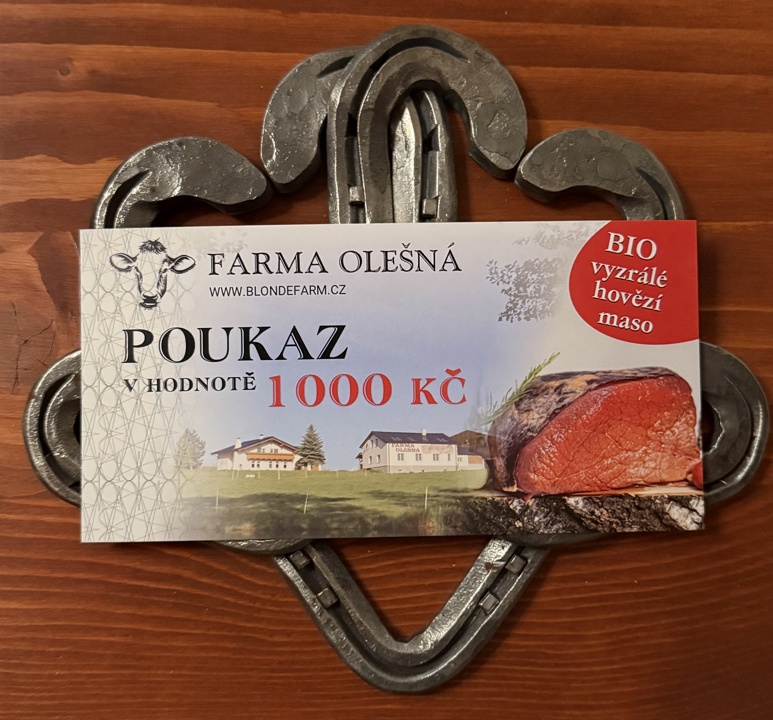 FARMA OLEŠNÁ
WWW.BLONDEFARM.CZ
BIO
vyzrálé
hovězí
maso
POUKAZ
V HODNOTĚ 1000 KČ
FARMA
OLEŠNÁ